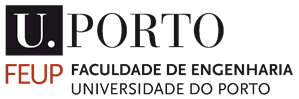 U. PORTO
FEUP FACULDADE DE ENGENHARIA
UNIVERSIDADE DO PORTO